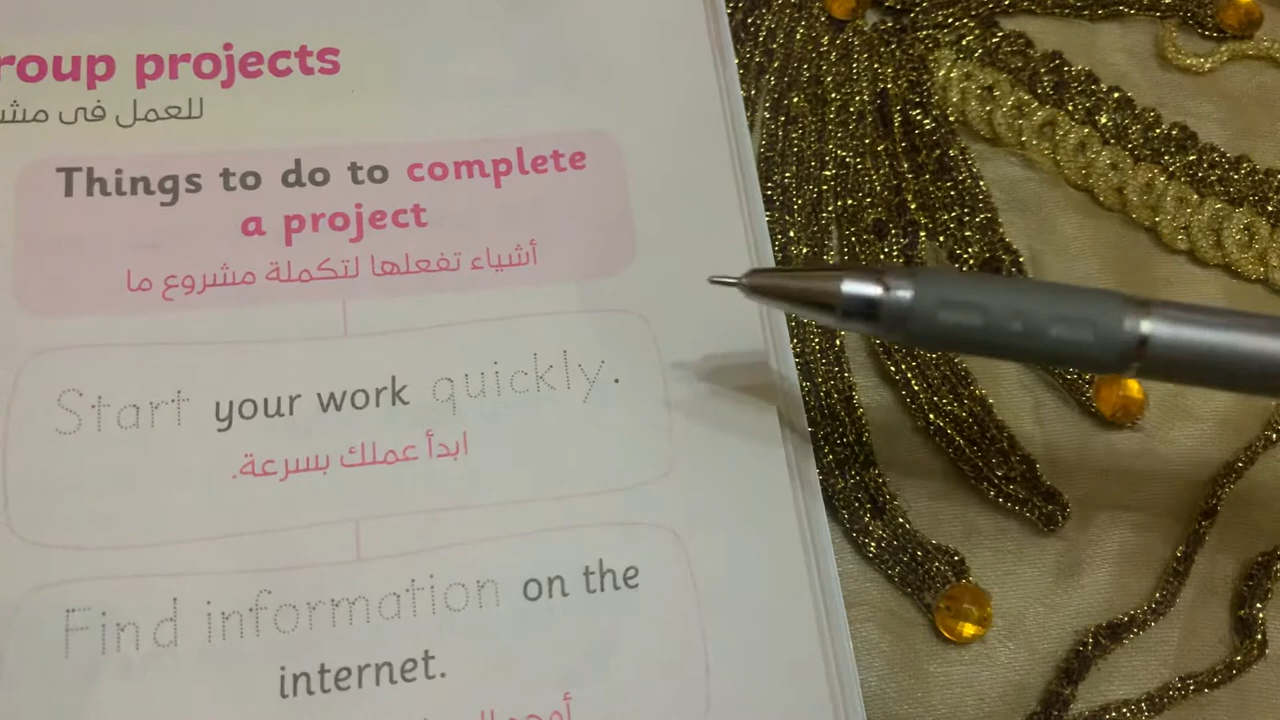 roup projects
للعمل فى
Things to do to complete
a project
أشياء تفعلها لتكملة مشروع ما
Start your work quickly.
ابدأ عملك بسرعة.
Find information on the
internet.